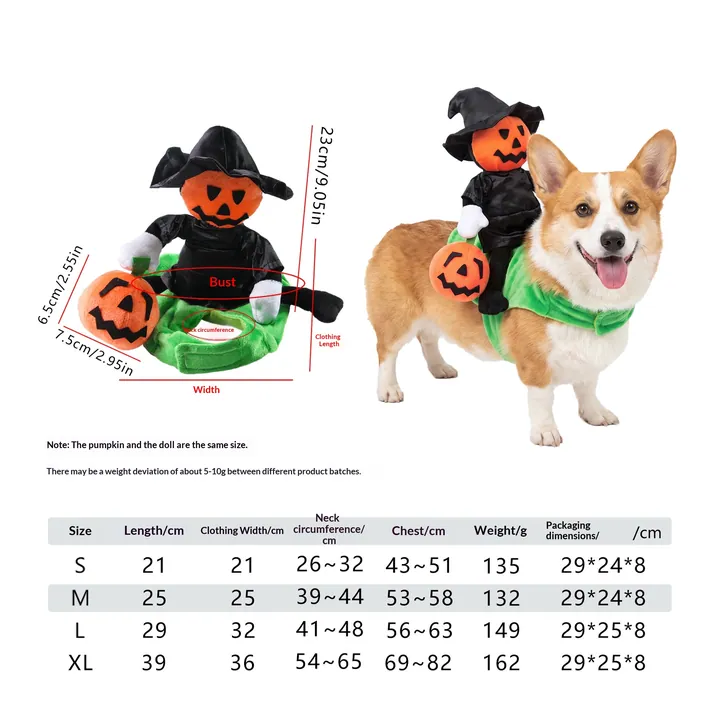 23cm/9.05in
Bust
6.5cm/2.55in
Neck circumference
7.5cm/2.95in
Clothing
Length
Width
Note: The pumpkin and the doll are the same size.
There may be a weight deviation of about 5-10g between different product batches.
Size Length/cm Clothing Width/cm Neck circumference/cm Chest/cm Weight/g Packaging dimensions/ /cm
S 21 21 26~32 43~51 135 29*24*8
M 25 25 39~44 53~58 132 29*24*8
L 29 32 41~48 56~63 149 29*25*8
XL 39 36 54~65 69~82 162 29*25*8